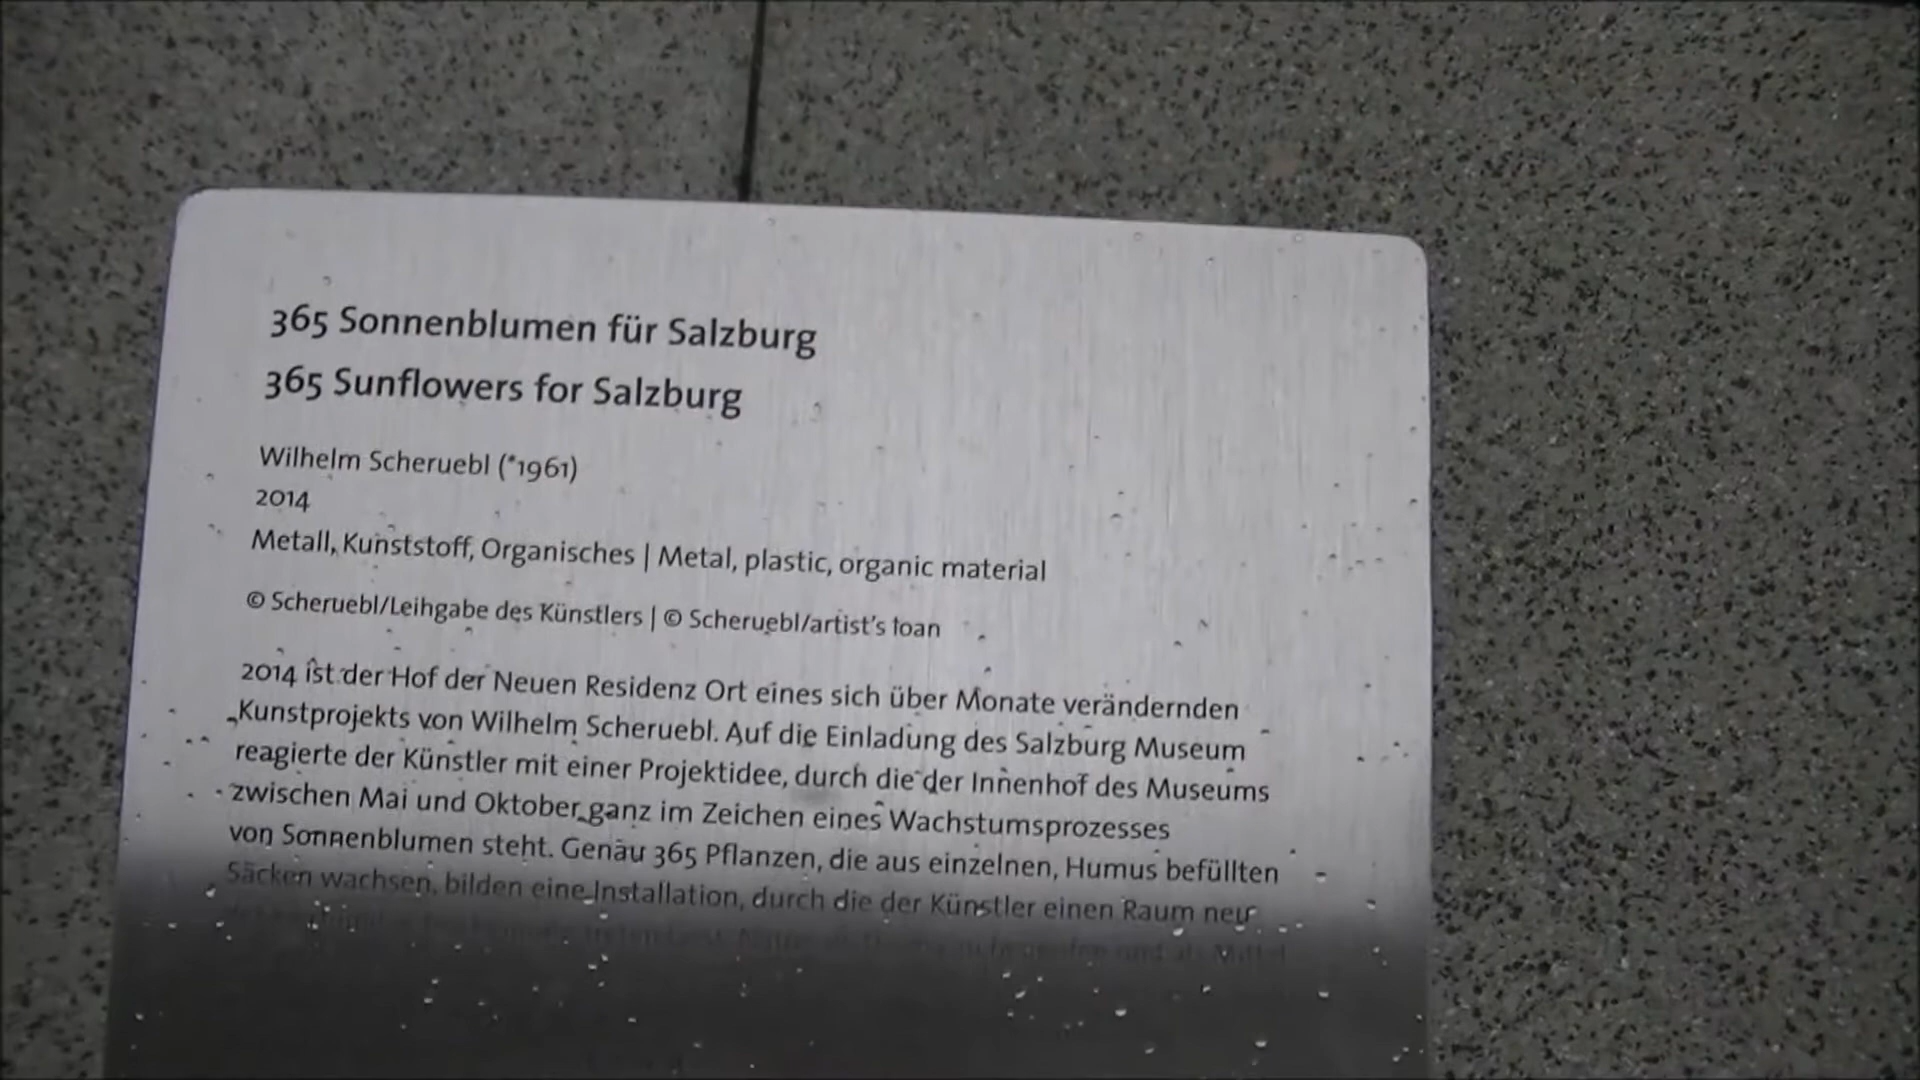 365 Sonnenblumen für Salzburg
365 Sunflowers for Salzburg
Wilhelm Scheruebl (*1961)
2014
Metall, Kunststoff, Organisches | Metal, plastic, organic material
© Scheruebl/Leihgabe des Künstlers | © Scheruebl/artist's loan
2014 ist der Hof der Neuen Residenz Ort eines sich über Monate verändernden
Kunstprojekts von Wilhelm Scheruebl. Auf die Einladung des Salzburg Museum
reagierte der Künstler mit einer Projektidee, durch die der Innenhof des Museums
zwischen Mai und Oktober ganz im Zeichen eines Wachstumsprozesses
von Sonnenblumen steht. Genau 365 Pflanzen, die aus einzelnen, Humus befüllten
Säcken wachsen, bilden eine Installation, durch die der Künstler einen Raum neu